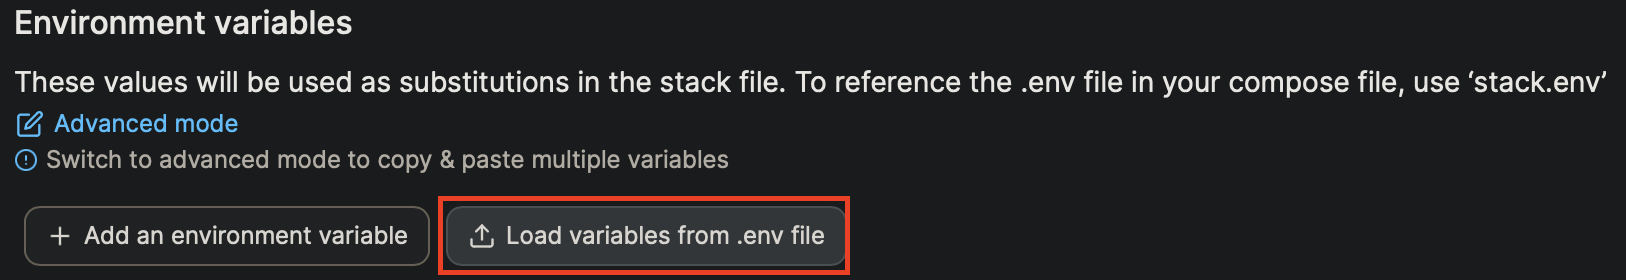 Environment variables
These values will be used as substitutions in the stack file. To reference the .env file in your compose file, use ‘stack.env’
Advanced mode
Switch to advanced mode to copy & paste multiple variables
Add an environment variable
Load variables from .env file